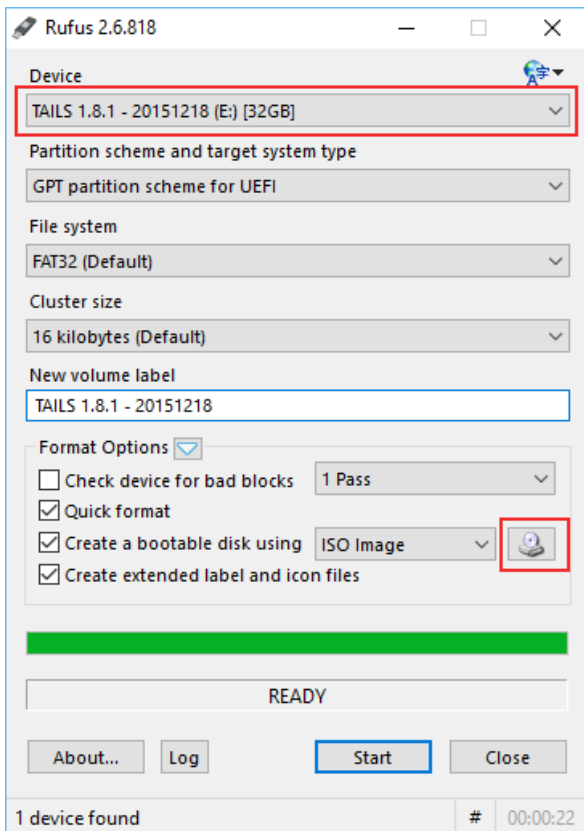 Rufus 2.6.818
Device
TAILS 1.8.1 - 20151218 (E:) [32GB]
Partition scheme and target system type
GPT partition scheme for UEFI
File system
FAT32 (Default)
Cluster size
16 kilobytes (Default)
New volume label
TAILS 1.8.1 - 20151218
Format Options
Check device for bad blocks 1 Pass
Quick format
Create a bootable disk using ISO Image
Create extended label and icon files
READY
About... Log Start Close
1 device found # 00:00:22